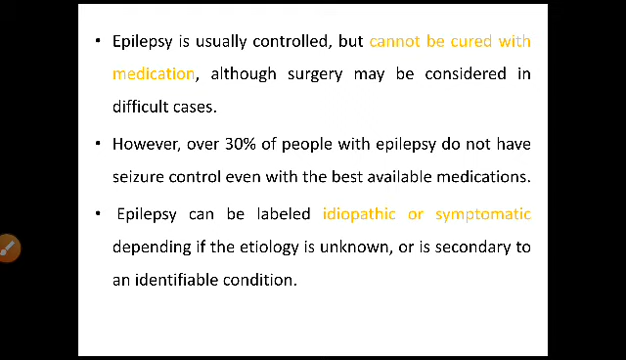 • Epilepsy is usually controlled, but cannot be cured with
medication, although surgery may be considered in
difficult cases.
• However, over 30% of people with epilepsy do not have
seizure control even with the best available medications.
• Epilepsy can be labeled idiopathic or symptomatic
depending if the etiology is unknown, or is secondary to
an identifiable condition.